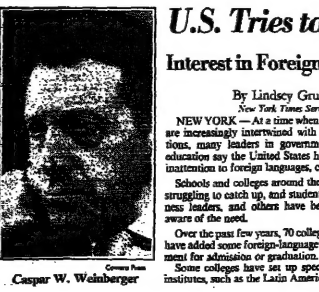 U.S. Tries to
Interest in Foreign
By Lindsey Gru
New York Times Ser
NEW YORK — At a time when
are increasingly intertwined with
tions, many leaders in governm
education say the United States h
inattention to foreign languages, c
Schools and colleges around the
struggling to catch up, and student
ness leaders, and others have be
aware of the need.
Over the past few years, 70 colleg
have added some foreign-language
ment for admission or graduation.
Some colleges have set up spec
institutes, such as the Latin Americ
Camera Press
Caspar W. Weinberger